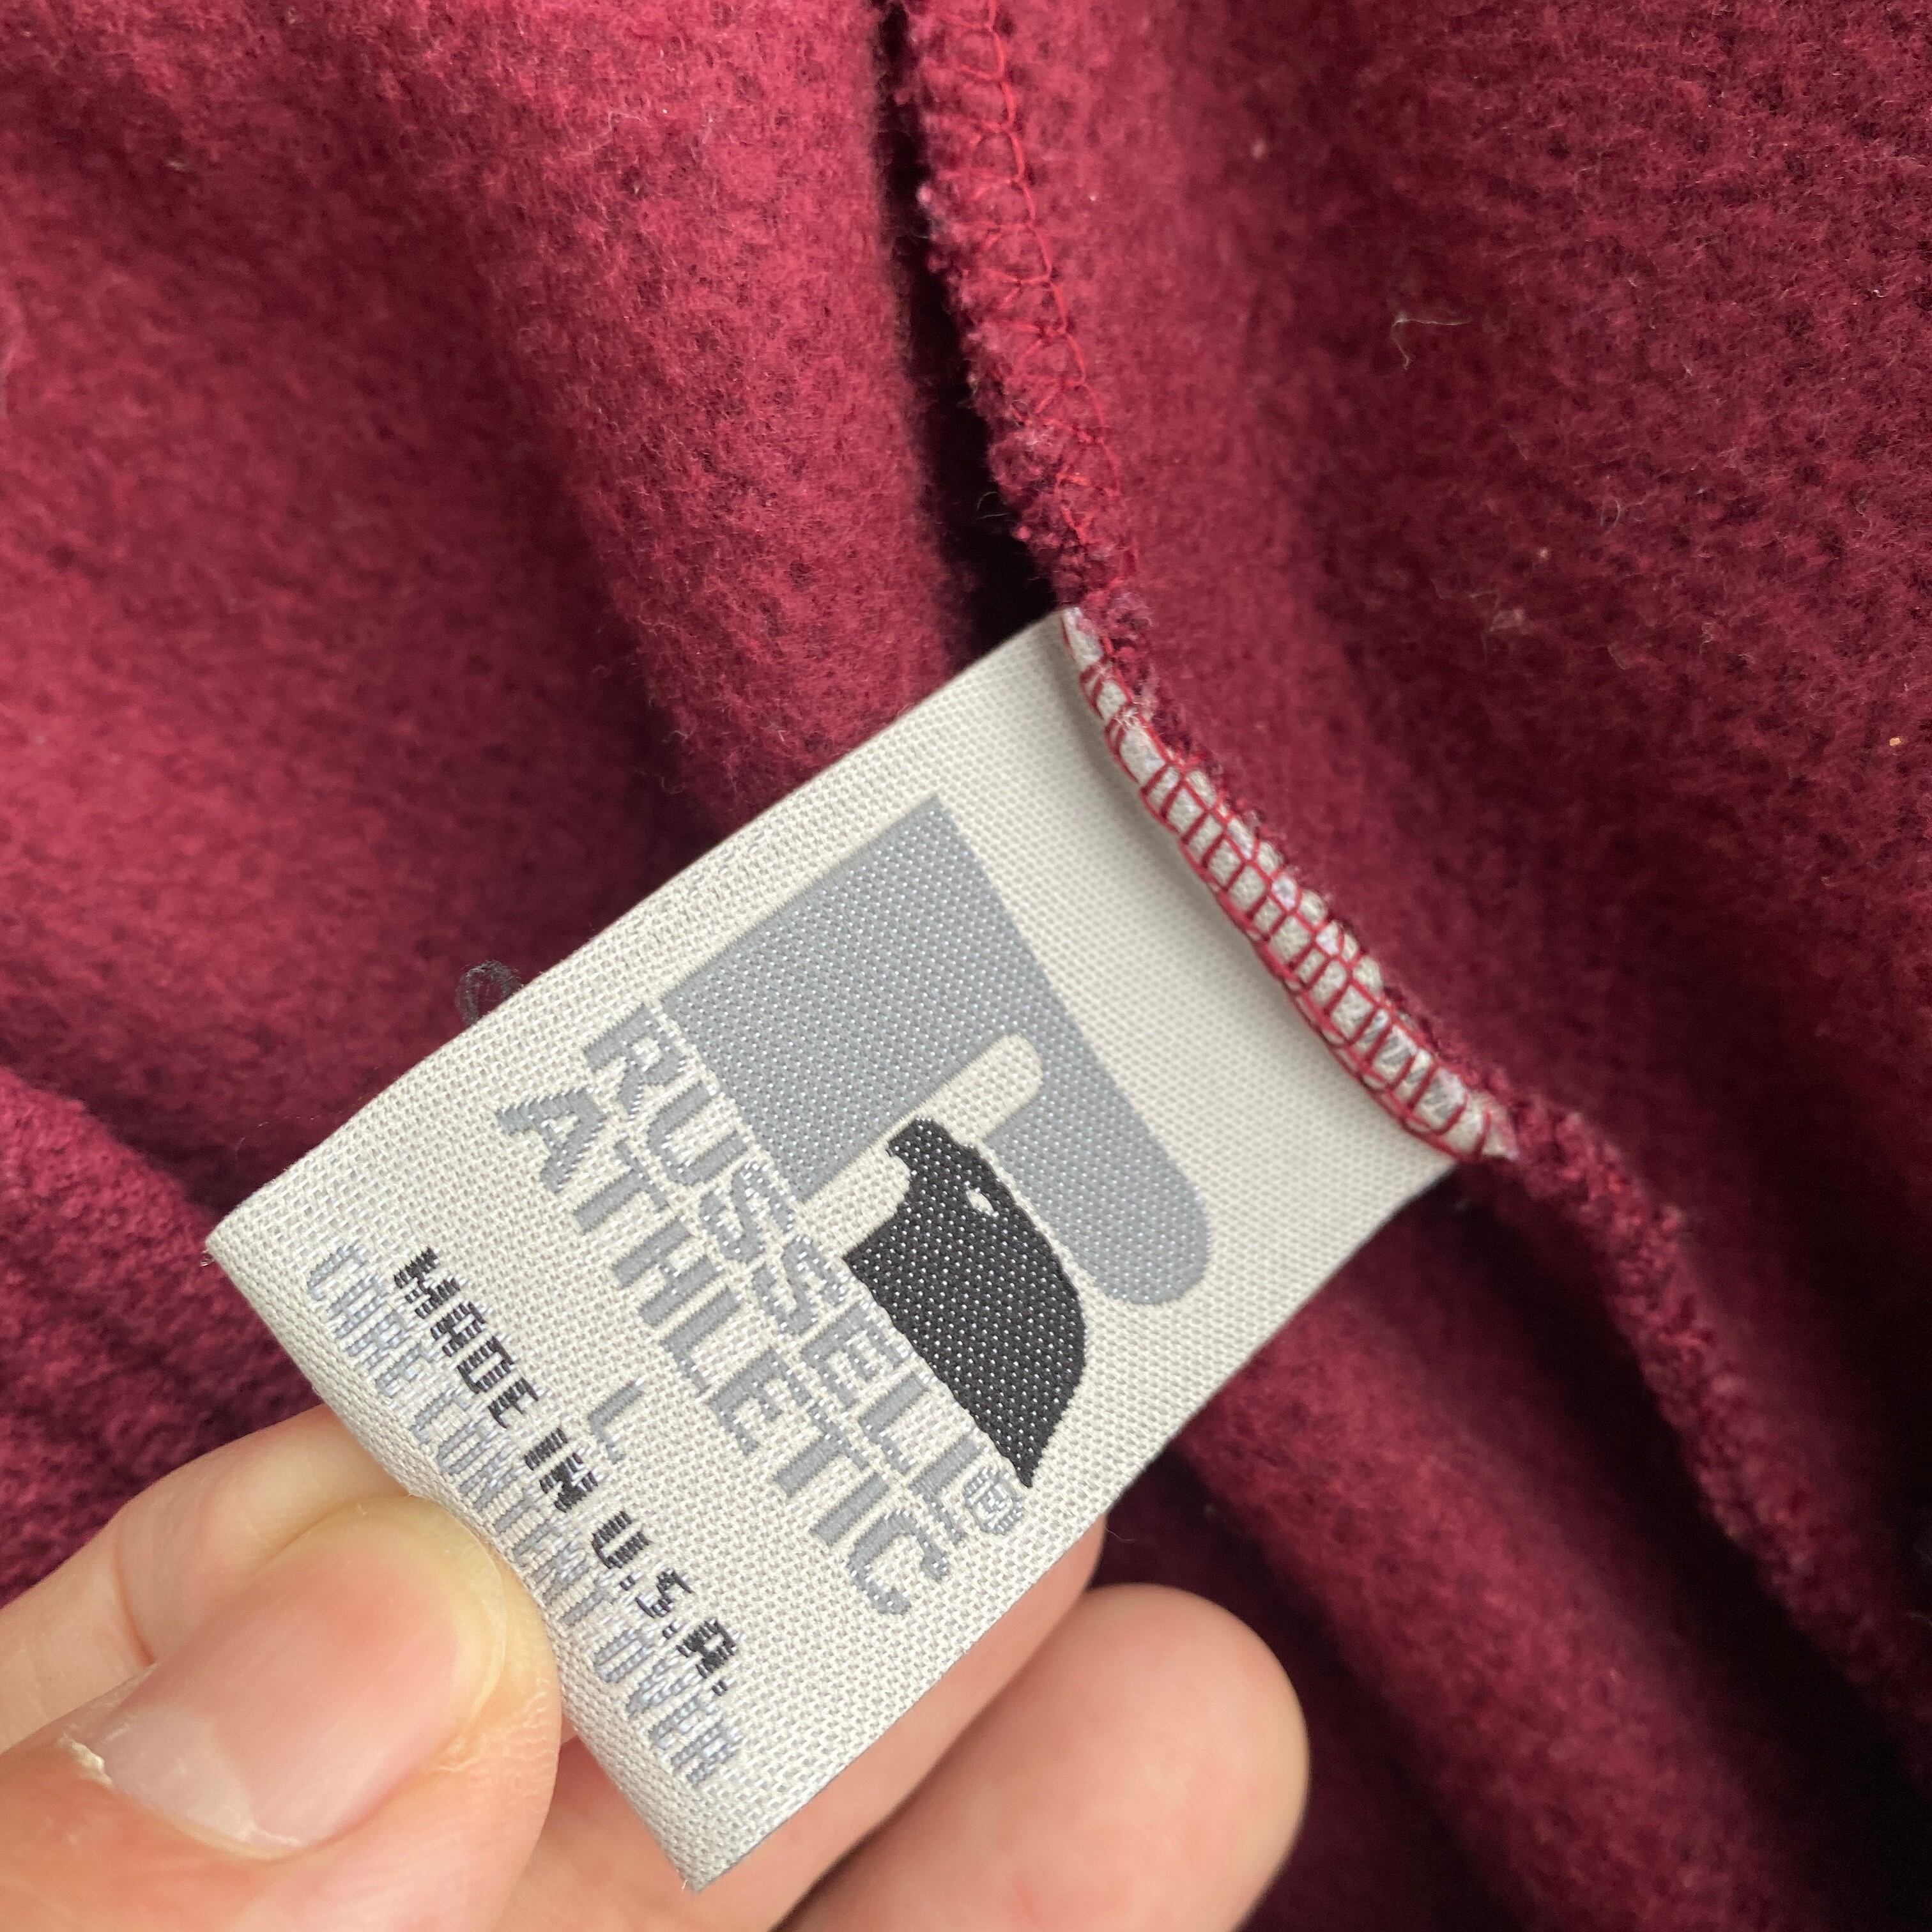 RUSSELL®
ATHLETIC
L
MADE IN U.S.A.
CARE CONTENT OVER